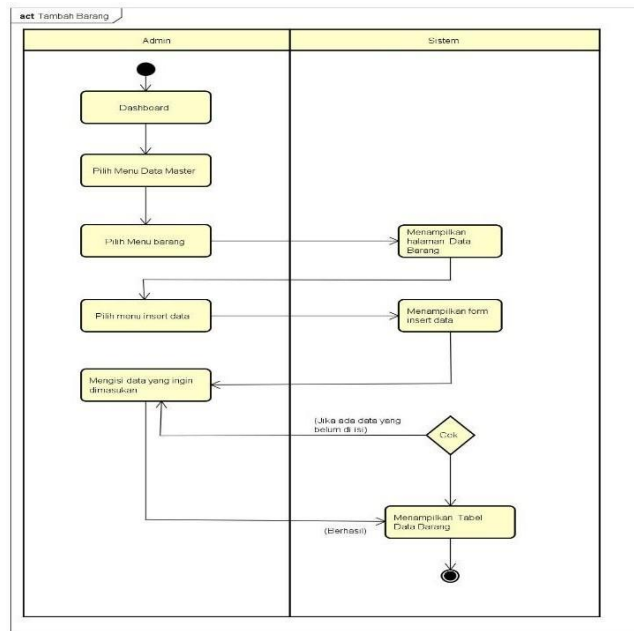 act Tambah Barang
Admin
Sistem
Dashboard
Pilih Menu Data Master
Pilih Menu barang
Menampilkan
halaman Data
Barang
Pilih menu insert data
Menampilkan form
insert data
Mengisi data yang ingin
dimasukan
(Jika ada data yang
belum di isi)
Cek
Menampilkan Tabel
Data Barang
(Berhasil)